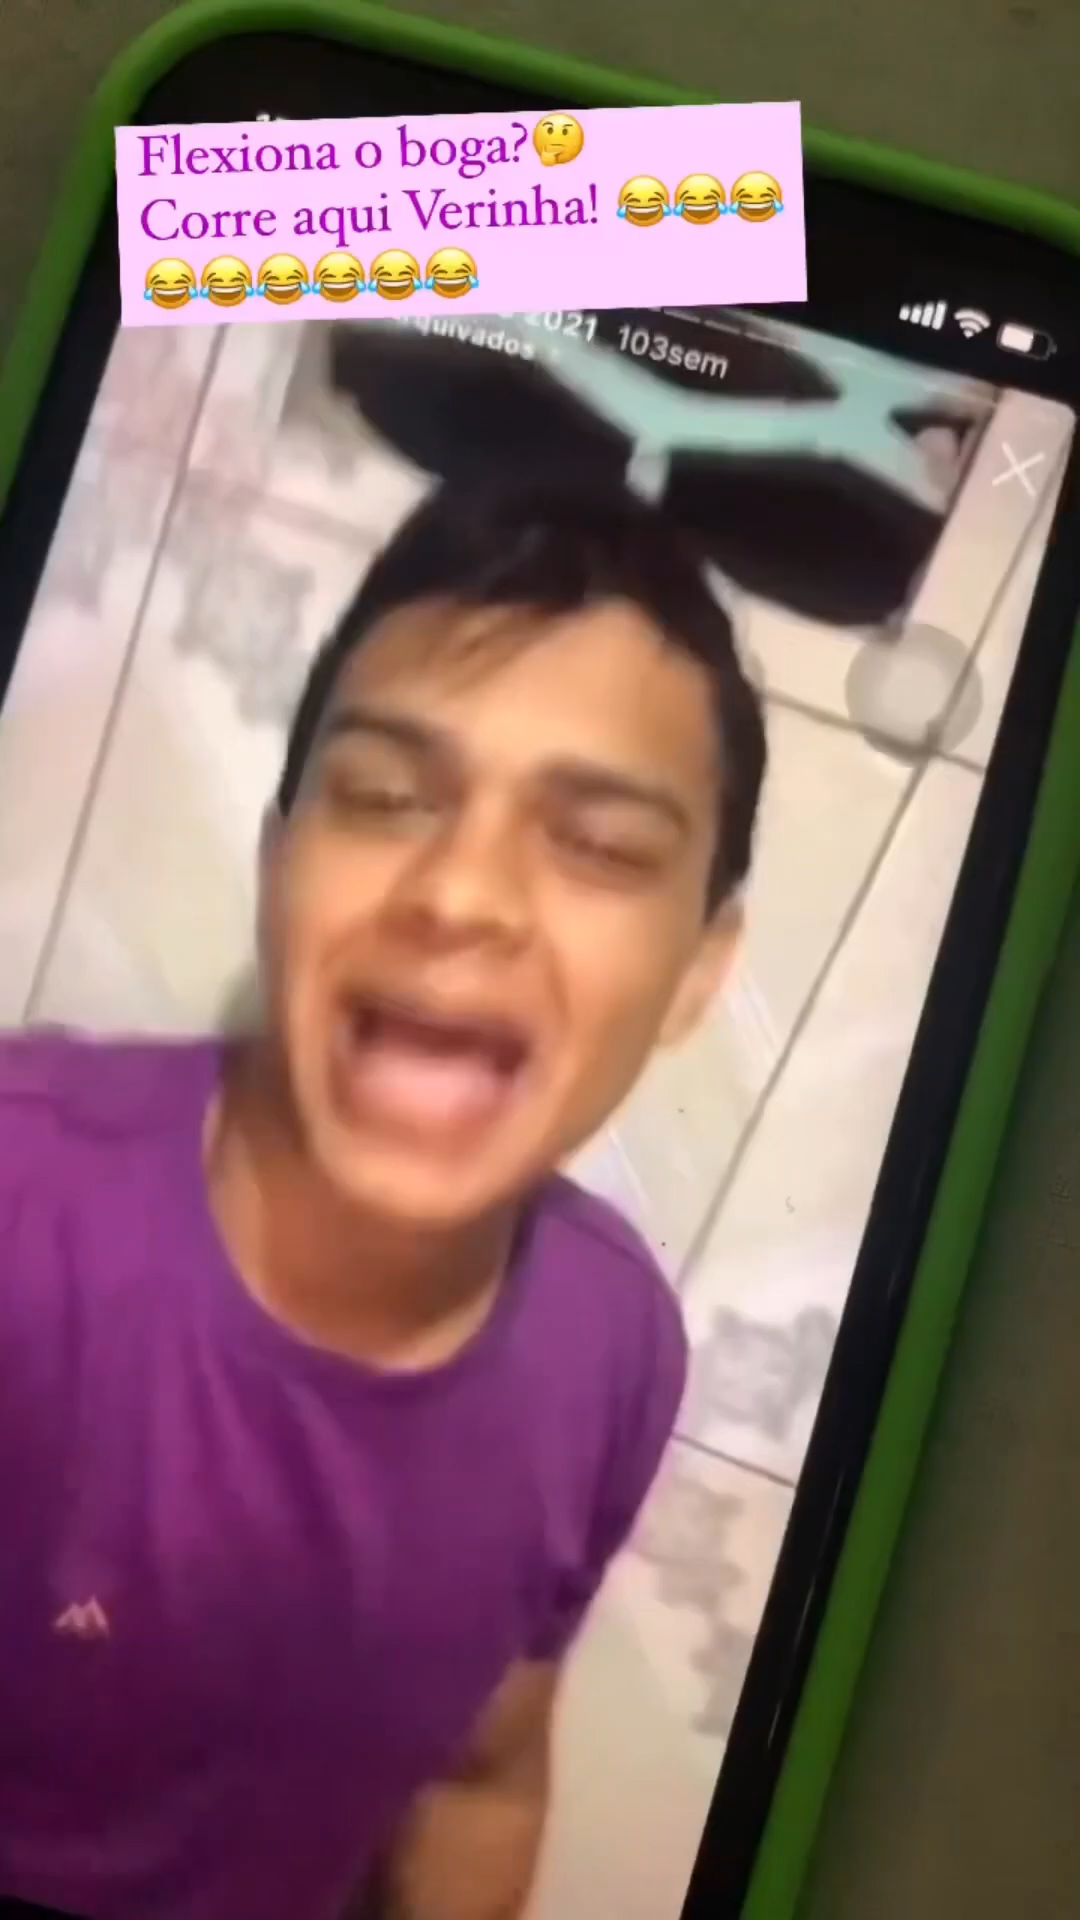 Flexiona o boga?🤔
Corre aqui Verinha! 😂😂😂
😂😂😂😂😂😂
2021 103sem